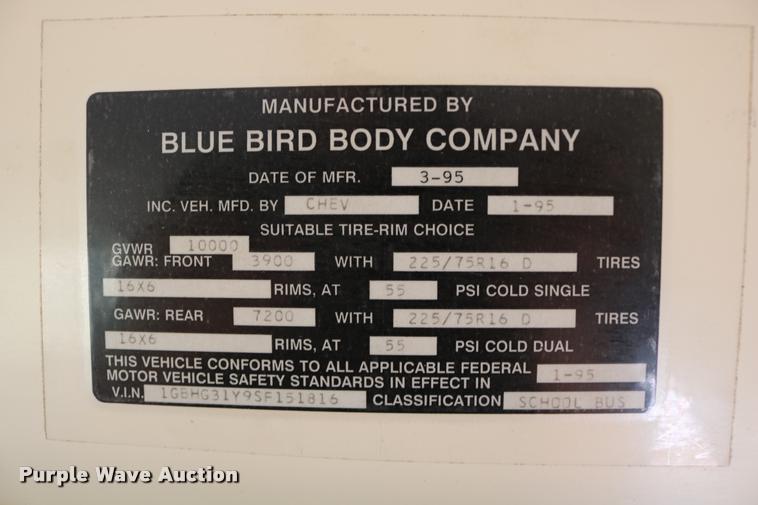 MANUFACTURED BY
BLUE BIRD BODY COMPANY
DATE OF MFR. 3-95
INC. VEH. MFD. BY CHEV DATE 1-95
SUITABLE TIRE-RIM CHOICE
GVWR 10000
GAWR: FRONT 3900 WITH 225/75R16 D TIRES
16X6 RIMS, AT 55 PSI COLD SINGLE
GAWR: REAR 7200 WITH 225/75R16 D TIRES
16X6 RIMS, AT 55 PSI COLD DUAL
THIS VEHICLE CONFORMS TO ALL APPLICABLE FEDERAL
MOTOR VEHICLE SAFETY STANDARDS IN EFFECT IN 1-95
V.I.N. 1GBHG31Y9SF151816 CLASSIFICATION SCHOOL BUS
Purple Wave Auction